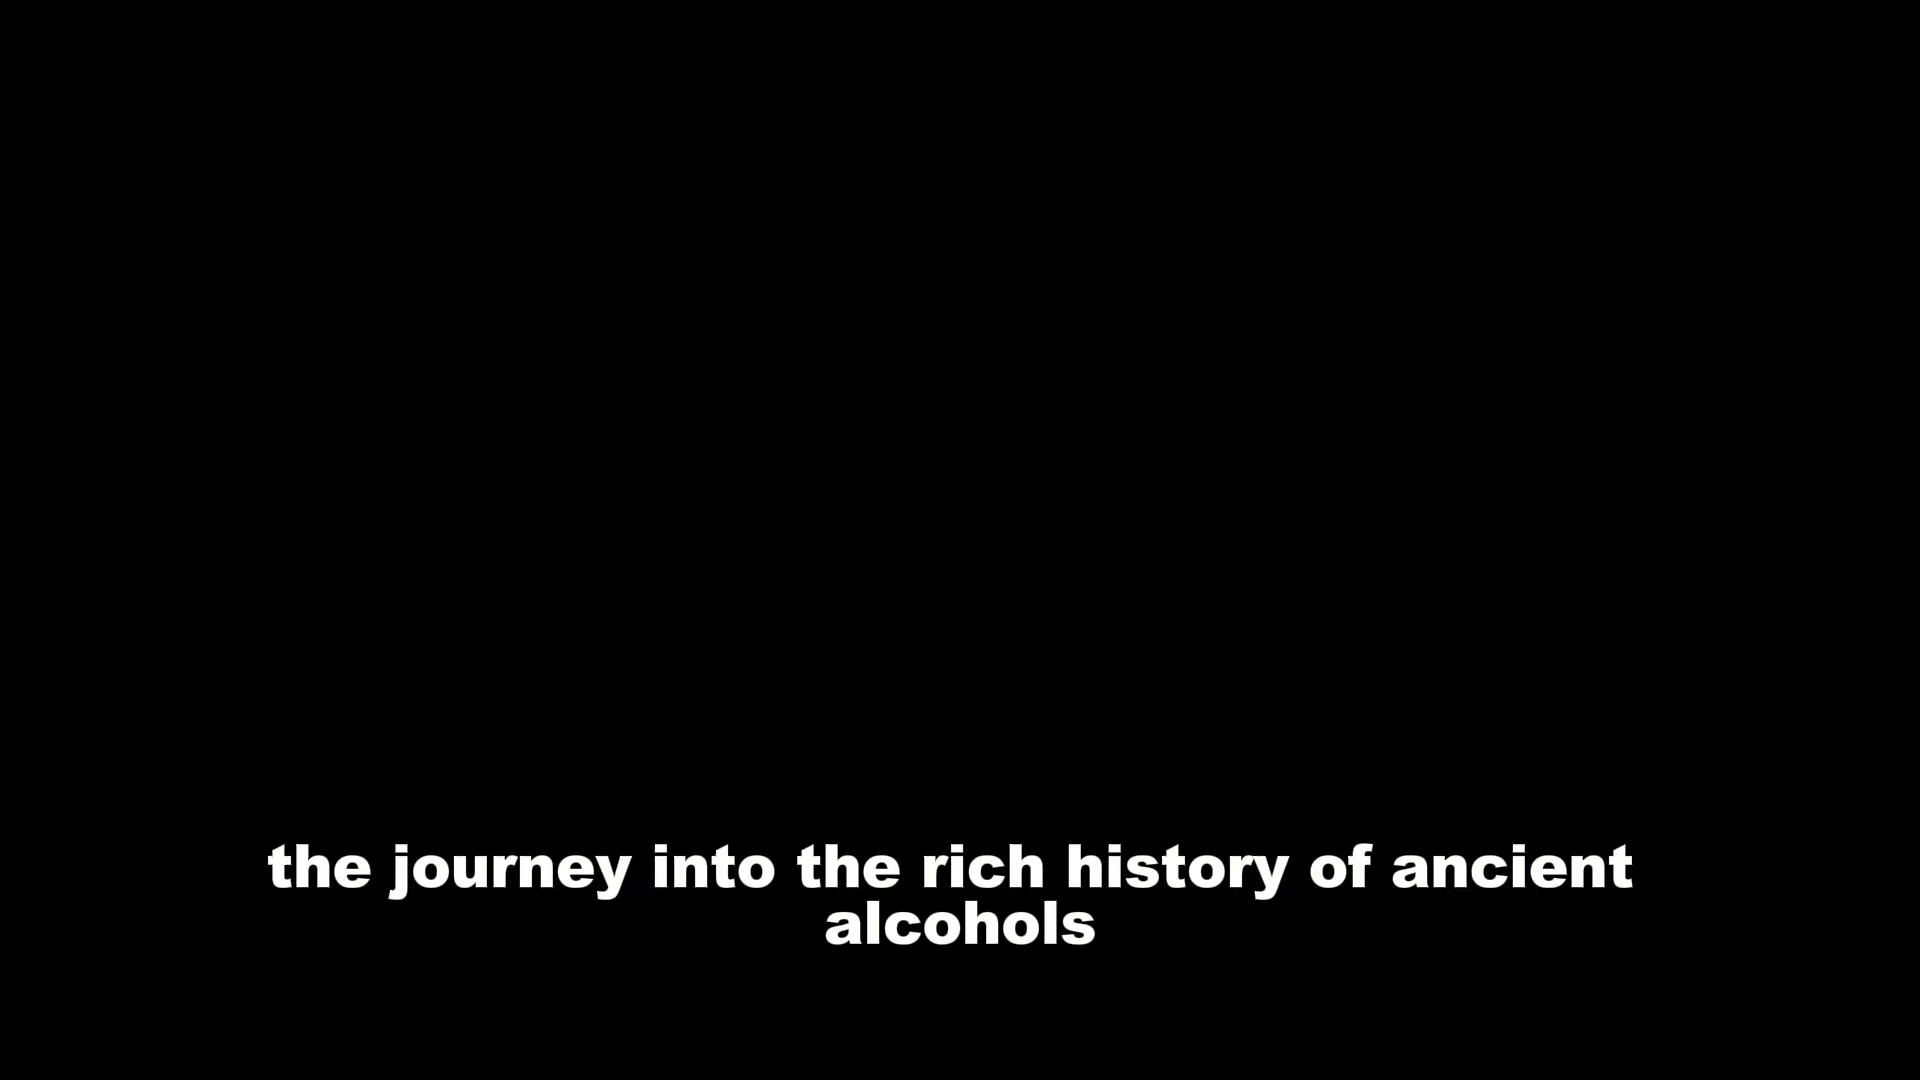 the journey into the rich history of ancient
alcohols